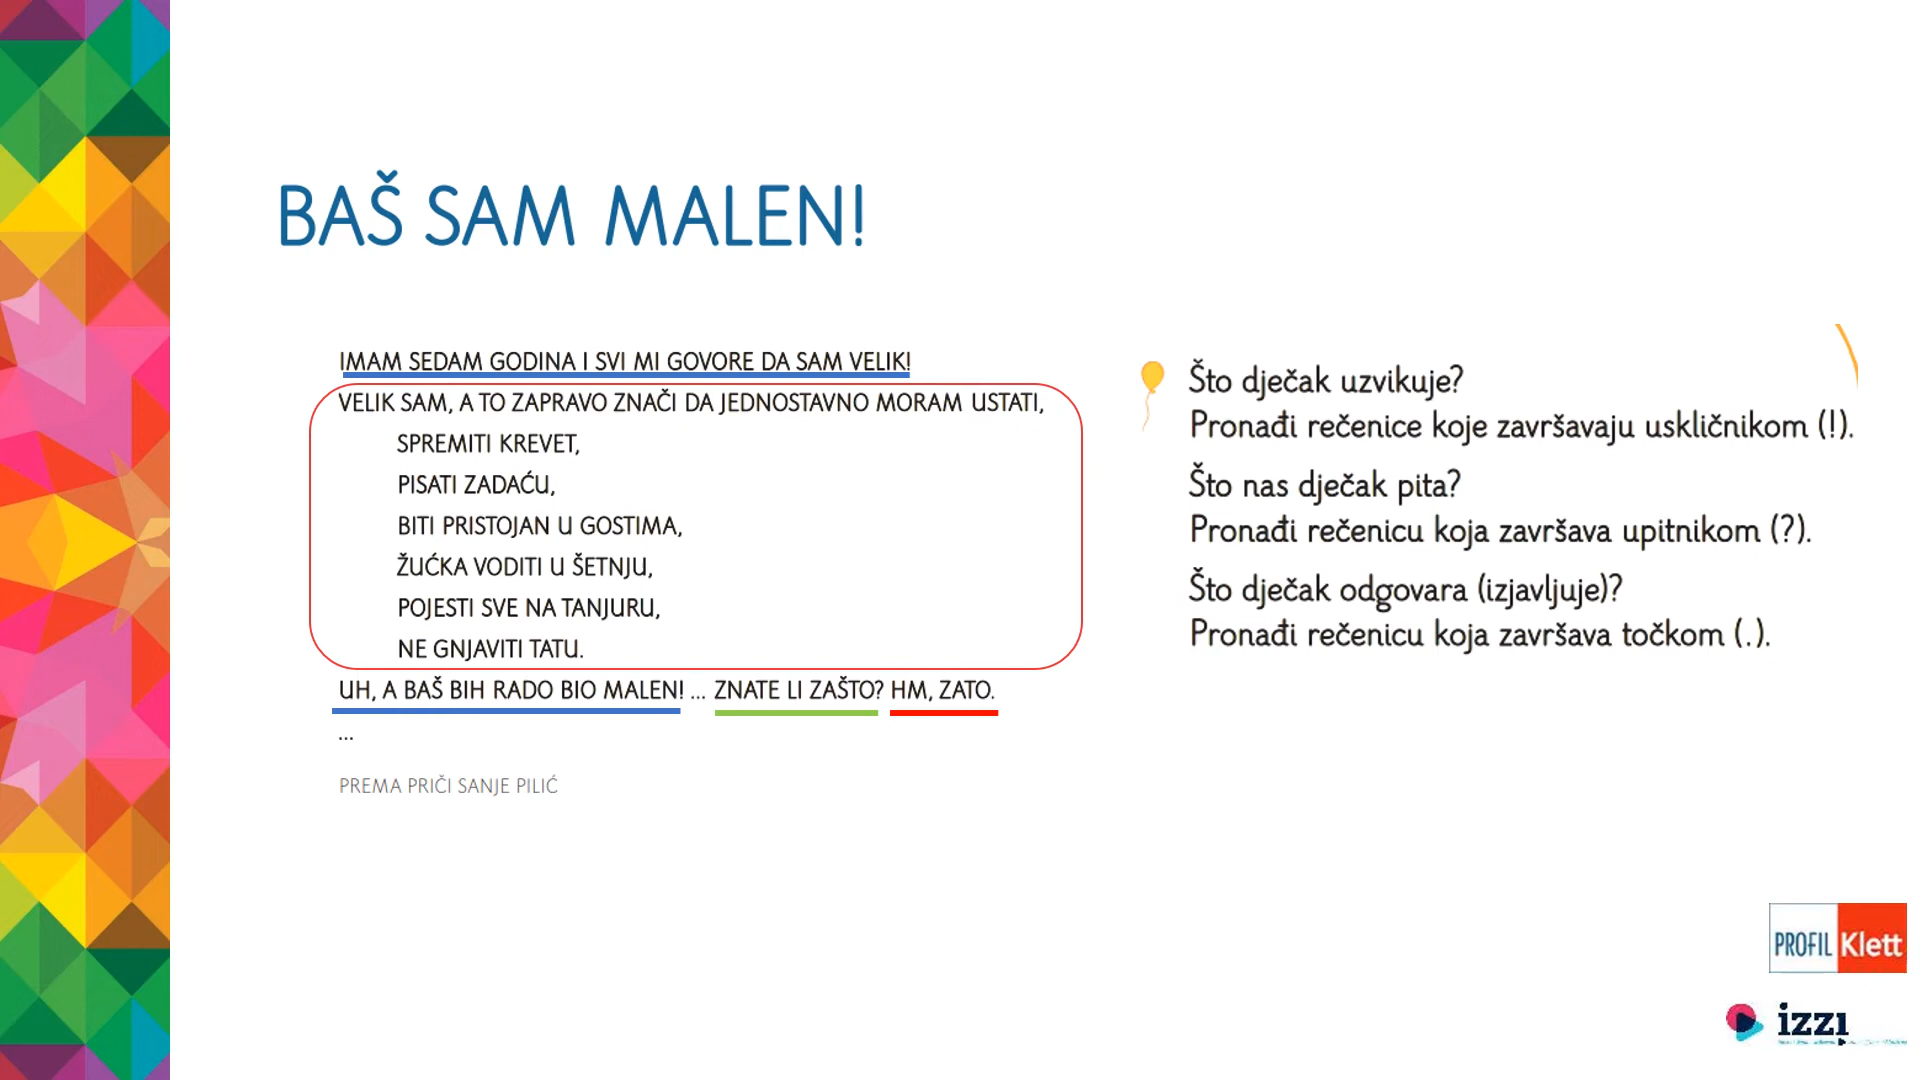 BAŠ SAM MALEN!
IMAM SEDAM GODINA I SVI MI GOVORE DA SAM VELIK!
VELIK SAM, A TO ZAPRAVO ZNAČI DA JEDNOSTAVNO MORAM USTATI,
SPREMITI KREVET,
PISATI ZADAĆU,
BITI PRISTOJAN U GOSTIMA,
ŽUĆKA VODITI U ŠETNJU,
POJESTI SVE NA TANJURU,
NE GNJAVITI TATU.
UH, A BAŠ BIH RADO BIO MALEN! ... ZNATE LI ZAŠTO? HM, ZATO.
...
PREMA PRIČI SANJE PILIĆ
Što dječak uzvikuje?
Pronađi rečenice koje završavaju uskličnikom (!).
Što nas dječak pita?
Pronađi rečenicu koja završava upitnikom (?).
Što dječak odgovara (izjavljuje)?
Pronađi rečenicu koja završava točkom (.).
PROFIL Klett
izzi